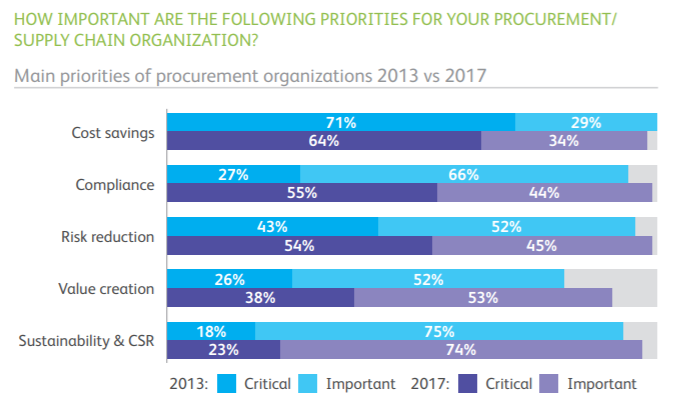 HOW IMPORTANT ARE THE FOLLOWING PRIORITIES FOR YOUR PROCUREMENT/
SUPPLY CHAIN ORGANIZATION?
Main priorities of procurement organizations 2013 vs 2017
Cost savings
71% 29%
64% 34%
Compliance
27% 66%
55% 44%
Risk reduction
43% 52%
54% 45%
Value creation
26% 52%
38% 53%
Sustainability & CSR
18% 75%
23% 74%
2013: Critical Important 2017: Critical Important